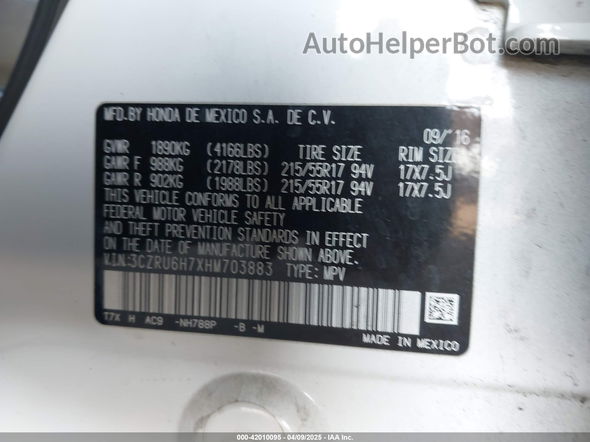 AutoHelperBot.com
MFD.BY HONDA DE MEXICO S.A. DE C.V.
09/'16
GVWR 1890KG (4166LBS) TIRE SIZE RIM SIZE
GAWR F 988KG (2178LBS) 215/55R17 94V 17X7.5J
GAWR R 902KG (1988LBS) 215/55R17 94V 17X7.5J
THIS VEHICLE CONFORMS TO ALL APPLICABLE
FEDERAL MOTOR VEHICLE SAFETY
AND THEFT PREVENTION STANDARDS IN EFFECT
ON THE DATE OF MANUFACTURE SHOWN ABOVE.
V.I.N.:3CZRU6H7XHM703883 TYPE: MPV
T7X H AC9 -NH788P -B -M
MADE IN MEXICO
000-42010095 - 04/09/2025 - IAA Inc.